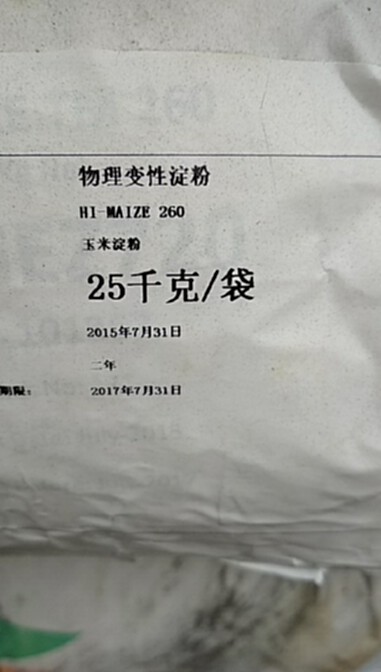 物理变性淀粉
HI-MAIZE 260
玉米淀粉
25千克/袋
2015年7月31日
二年
期限: 2017年7月31日